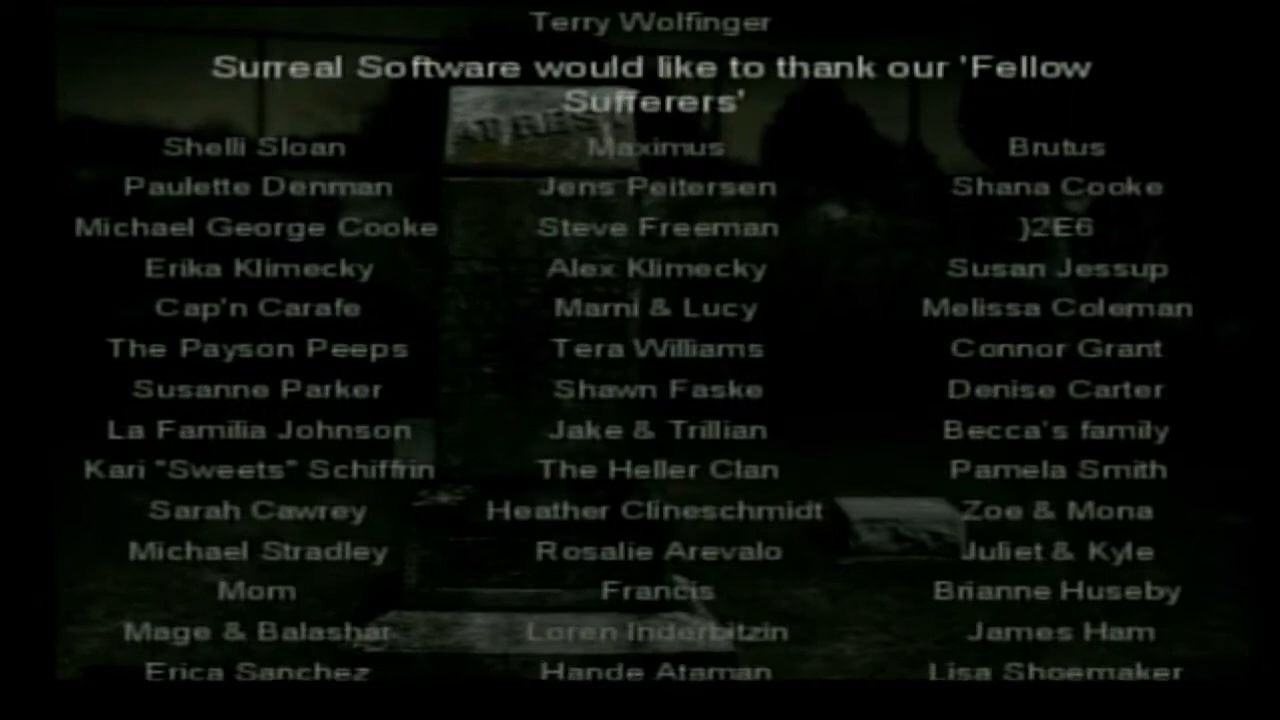 Terry Wolfinger
Surreal Software would like to thank our 'Fellow
Sufferers'
Shelli Sloan Maximus Brutus
Paulette Denman Jens Peitersen Shana Cooke
Michael George Cooke Steve Freeman }2E6
Erika Klimecky Alex Klimecky Susan Jessup
Cap'n Carafe Marni & Lucy Melissa Coleman
The Payson Peeps Tera Williams Connor Grant
Susanne Parker Shawn Faske Denise Carter
La Familia Johnson Jake & Trillian Becca's family
Kari "Sweets" Schiffrin The Heller Clan Pamela Smith
Sarah Cawrey Heather Clineschmidt Zoe & Mona
Michael Stradley Rosalie Arevalo Juliet & Kyle
Mom Francis Brianne Huseby
Mage & Balashar Loren Inderbitzin James Ham
Erica Sanchez Hande Ataman Lisa Shoemaker